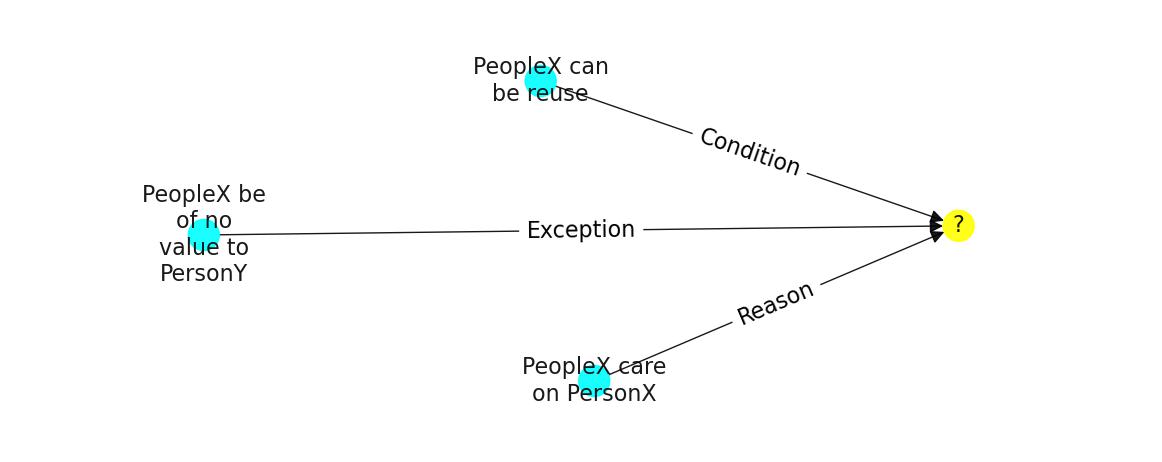 PeopleX can
be reuse
Condition
PeopleX be
of no
value to
PersonY
Exception
?
Reason
PeopleX care
on PersonX